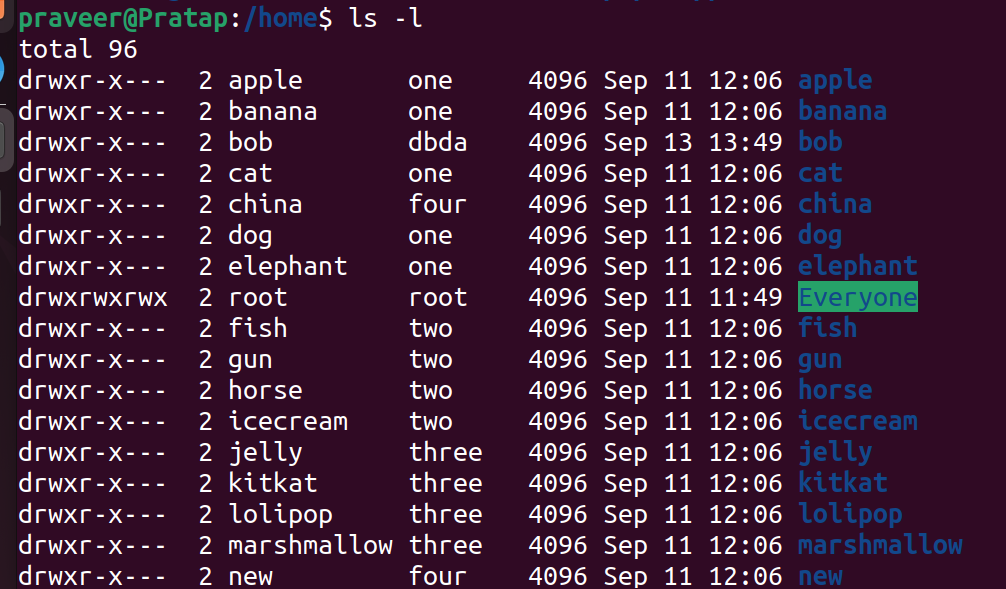 praveer@Pratap:/home$ ls -l
total 96
drwxr-x---  2 apple       one     4096 Sep 11 12:06 apple
drwxr-x---  2 banana      one     4096 Sep 11 12:06 banana
drwxr-x---  2 bob         dbda    4096 Sep 13 13:49 bob
drwxr-x---  2 cat         one     4096 Sep 11 12:06 cat
drwxr-x---  2 china       four    4096 Sep 11 12:06 china
drwxr-x---  2 dog         one     4096 Sep 11 12:06 dog
drwxr-x---  2 elephant    one     4096 Sep 11 12:06 elephant
drwxrwxrwx  2 root        root    4096 Sep 11 11:49 Everyone
drwxr-x---  2 fish        two     4096 Sep 11 12:06 fish
drwxr-x---  2 gun         two     4096 Sep 11 12:06 gun
drwxr-x---  2 horse       two     4096 Sep 11 12:06 horse
drwxr-x---  2 icecream    two     4096 Sep 11 12:06 icecream
drwxr-x---  2 jelly       three   4096 Sep 11 12:06 jelly
drwxr-x---  2 kitkat      three   4096 Sep 11 12:06 kitkat
drwxr-x---  2 lolipop     three   4096 Sep 11 12:06 lolipop
drwxr-x---  2 marshmallow three   4096 Sep 11 12:06 marshmallow
drwxr-x---  2 new         four    4096 Sep 11 12:06 new